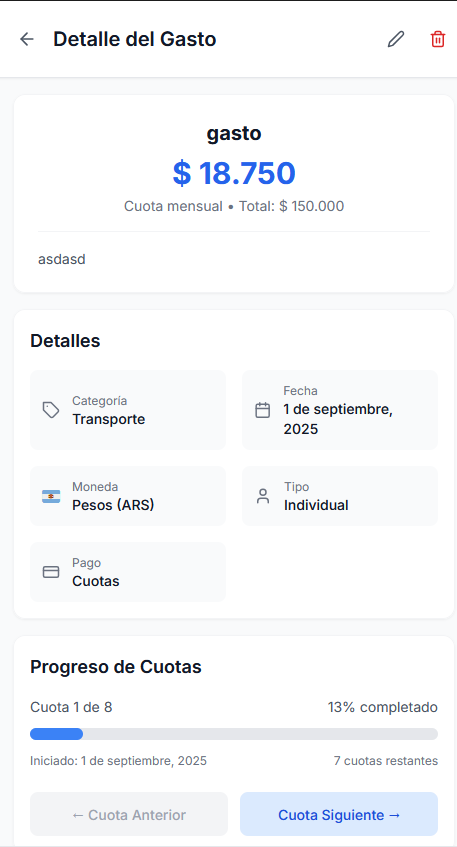 Detalle del Gasto
gasto
$ 18.750
Cuota mensual • Total: $ 150.000
asdasd
Detalles
Categoría
Transporte
Fecha
1 de septiembre,
2025
Moneda
Pesos (ARS)
Tipo
Individual
Pago
Cuotas
Progreso de Cuotas
Cuota 1 de 8
13% completado
Iniciado: 1 de septiembre, 2025
7 cuotas restantes
← Cuota Anterior
Cuota Siguiente →